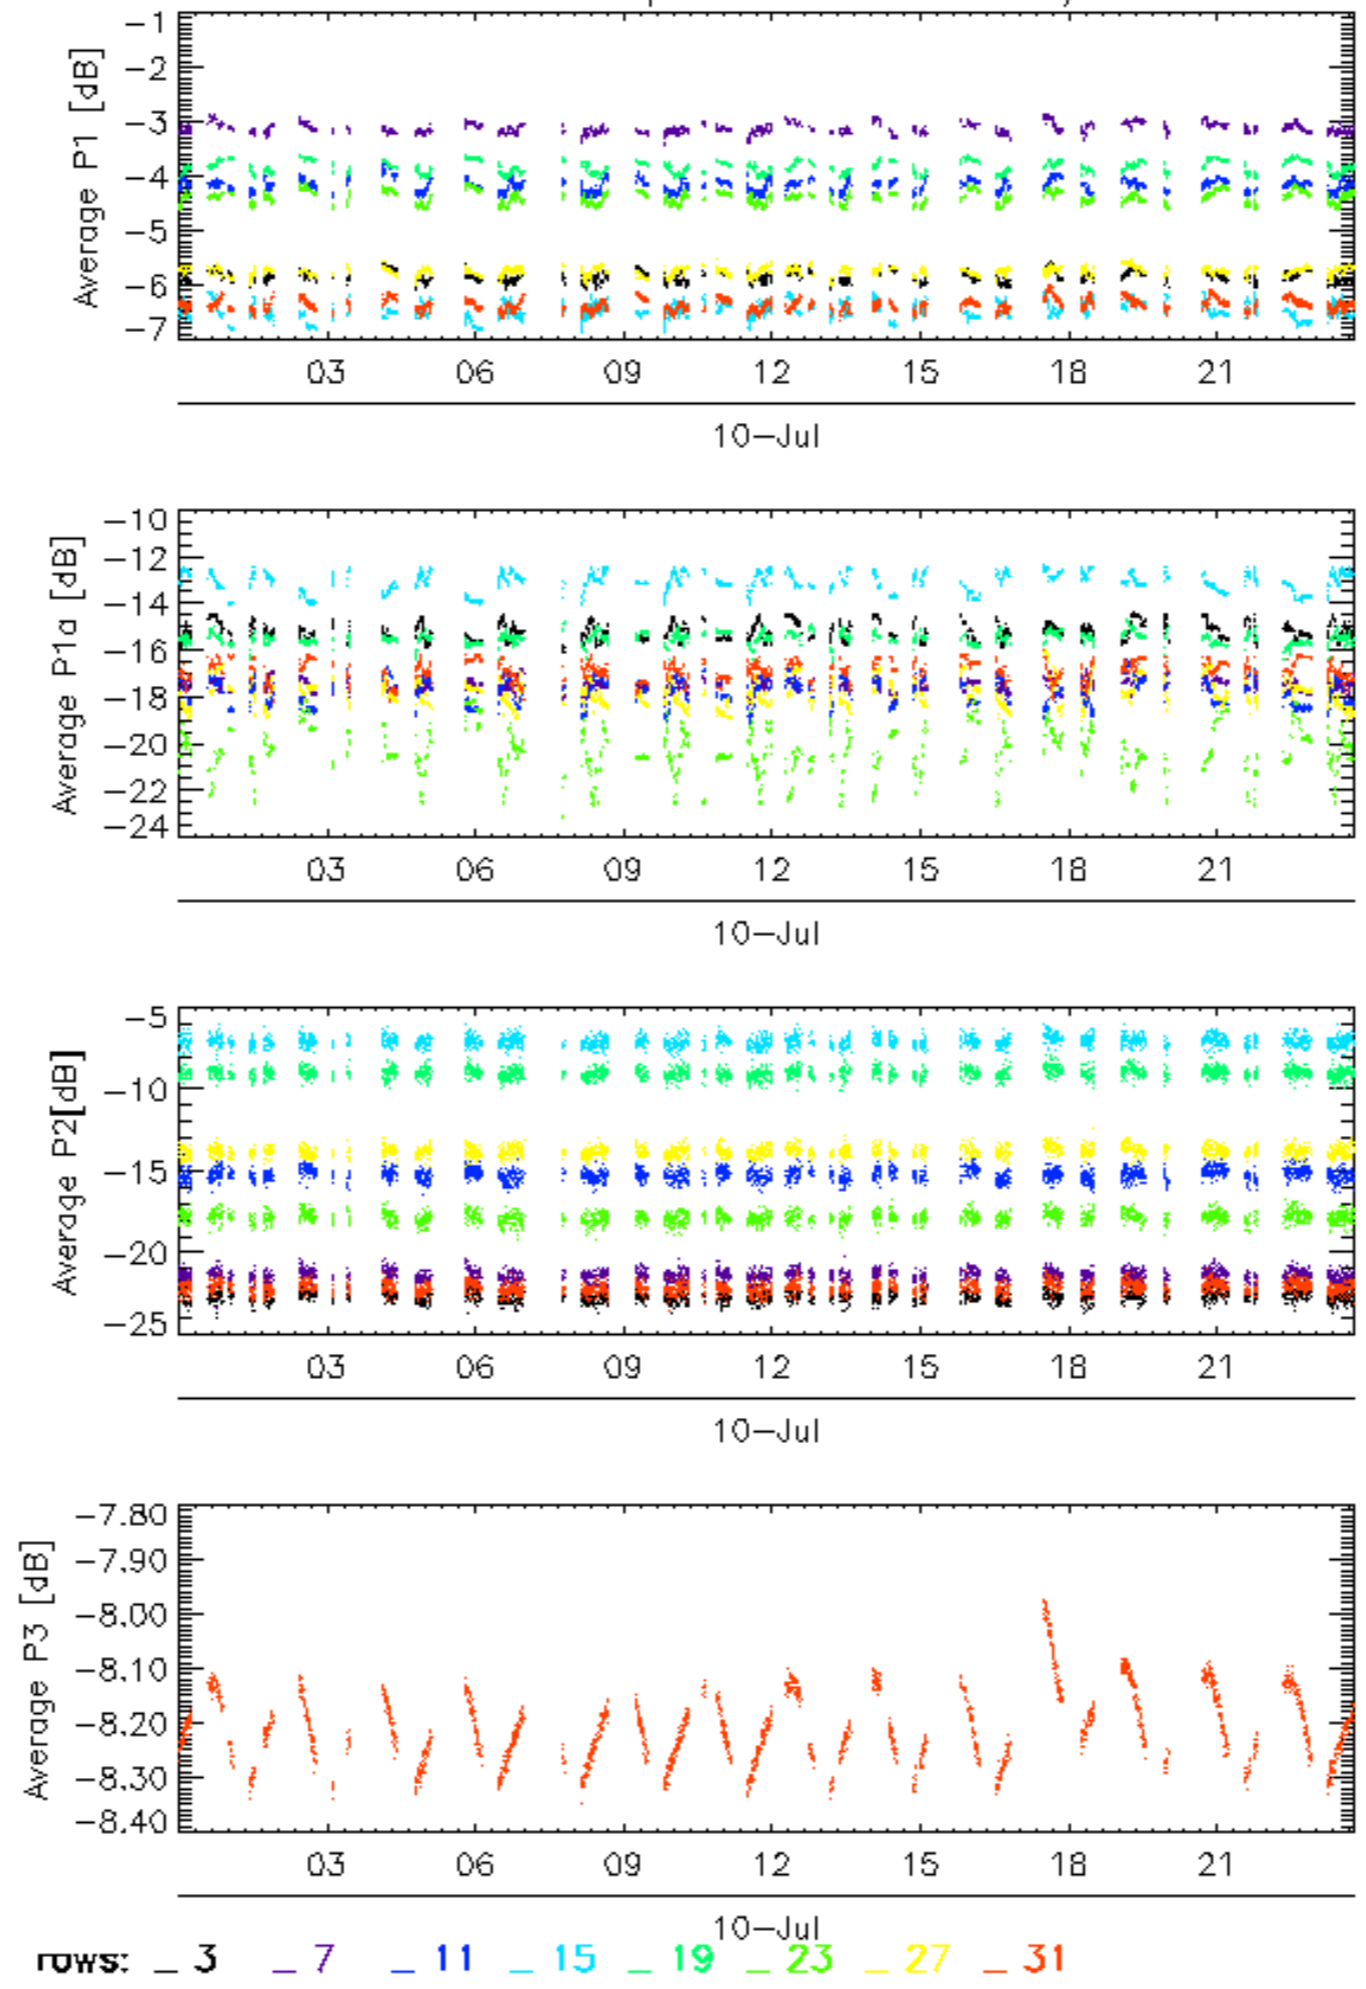 Average P1 [dB]
-1
-2
-3
-4
-5
-6
-7
03 06 09 12 15 18 21
10-Jul
Average P1a [dB]
-10
-12
-14
-16
-18
-20
-22
-24
03 06 09 12 15 18 21
10-Jul
Average P2[dB]
-5
-10
-15
-20
-25
03 06 09 12 15 18 21
10-Jul
Average P3 [dB]
-7.80
-7.90
-8.00
-8.10
-8.20
-8.30
-8.40
03 06 09 12 15 18 21
10-Jul
rows: _ 3 _ 7 _ 11 _ 15 _ 19 _ 23 _ 27 _ 31